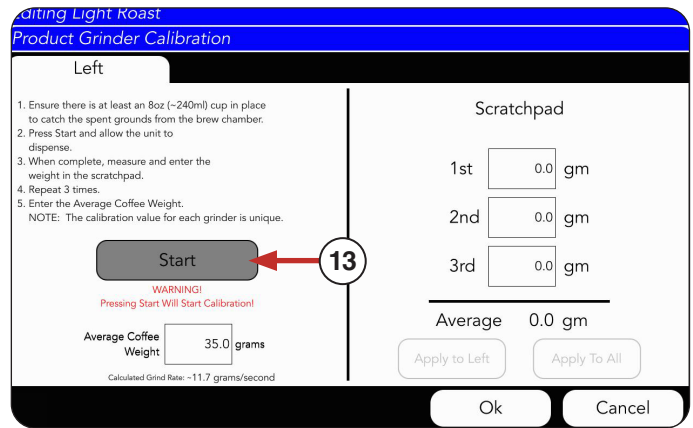 Editing Light Roast
Product Grinder Calibration
Left
1. Ensure there is at least an 8oz (~240ml) cup in place
to catch the spent grounds from the brew chamber.
2. Press Start and allow the unit to
dispense.
3. When complete, measure and enter the
weight in the scratchpad.
4. Repeat 3 times.
5. Enter the Average Coffee Weight.
NOTE: The calibration value for each grinder is unique.
Start
13
WARNING!
Pressing Start Will Start Calibration!
Average Coffee
Weight
35.0 grams
Calculated Grind Rate: ~11.7 grams/second
Scratchpad
1st 0.0 gm
2nd 0.0 gm
3rd 0.0 gm
Average 0.0 gm
Apply to Left
Apply To All
Ok
Cancel